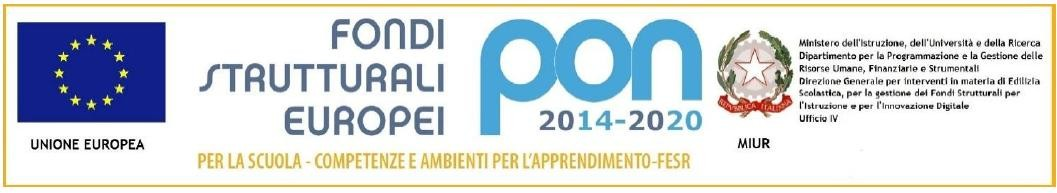 UNIONE EUROPEA
FONDI
STRUTTURALI
EUROPEI
pon
2014-2020
PER LA SCUOLA - COMPETENZE E AMBIENTI PER L'APPRENDIMENTO-FESR
REPVBBLICA ITALIANA
MIUR
Ministero dell'Istruzione, dell'Università e della Ricerca
Dipartimento per la Programmazione e la Gestione delle
Risorse Umane, Finanziarie e Strumentali
Direzione Generale per interventi in materia di Edilizia
Scolastica, per la gestione dei Fondi Strutturali per
l'Istruzione e per l'Innovazione Digitale
Ufficio IV